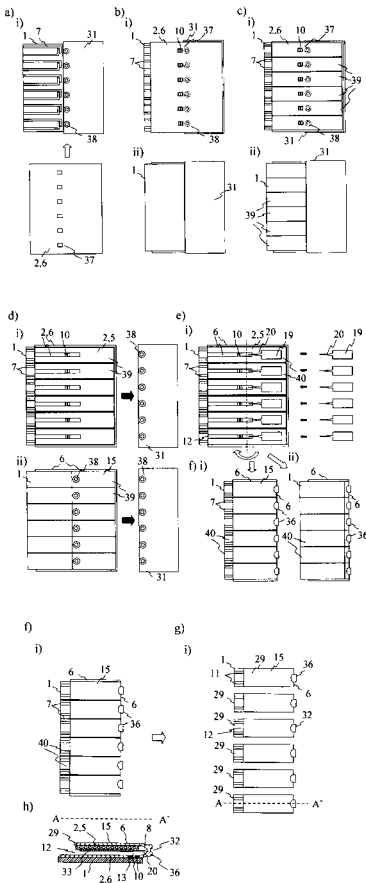 a)
i)
1 7 31
38
2,6 37
b)
i)
2,6 10 37
1
7
38
ii)
1
31
c)
i)
2,6 10 37
1
7
39
31 38
ii)
31
1
39
d)
i)
2,6 10 2,5
1
7
39
38
31
ii)
6 38 15
1
39
38
31
e)
i)
6 10 2,5 20 19
1
7
40
12
20 19
f) i)
6 15
1
7
6
36
40
ii)
6
1
6
36
40
f)
i)
6 15
1
7
6
36
40
g)
i)
1 29 15
11
36
6
29
29
12
32
29
29
29
A A'
h)
A A'
29 2,5 6 8
12
32
33 1 13 2,6 10 20 36